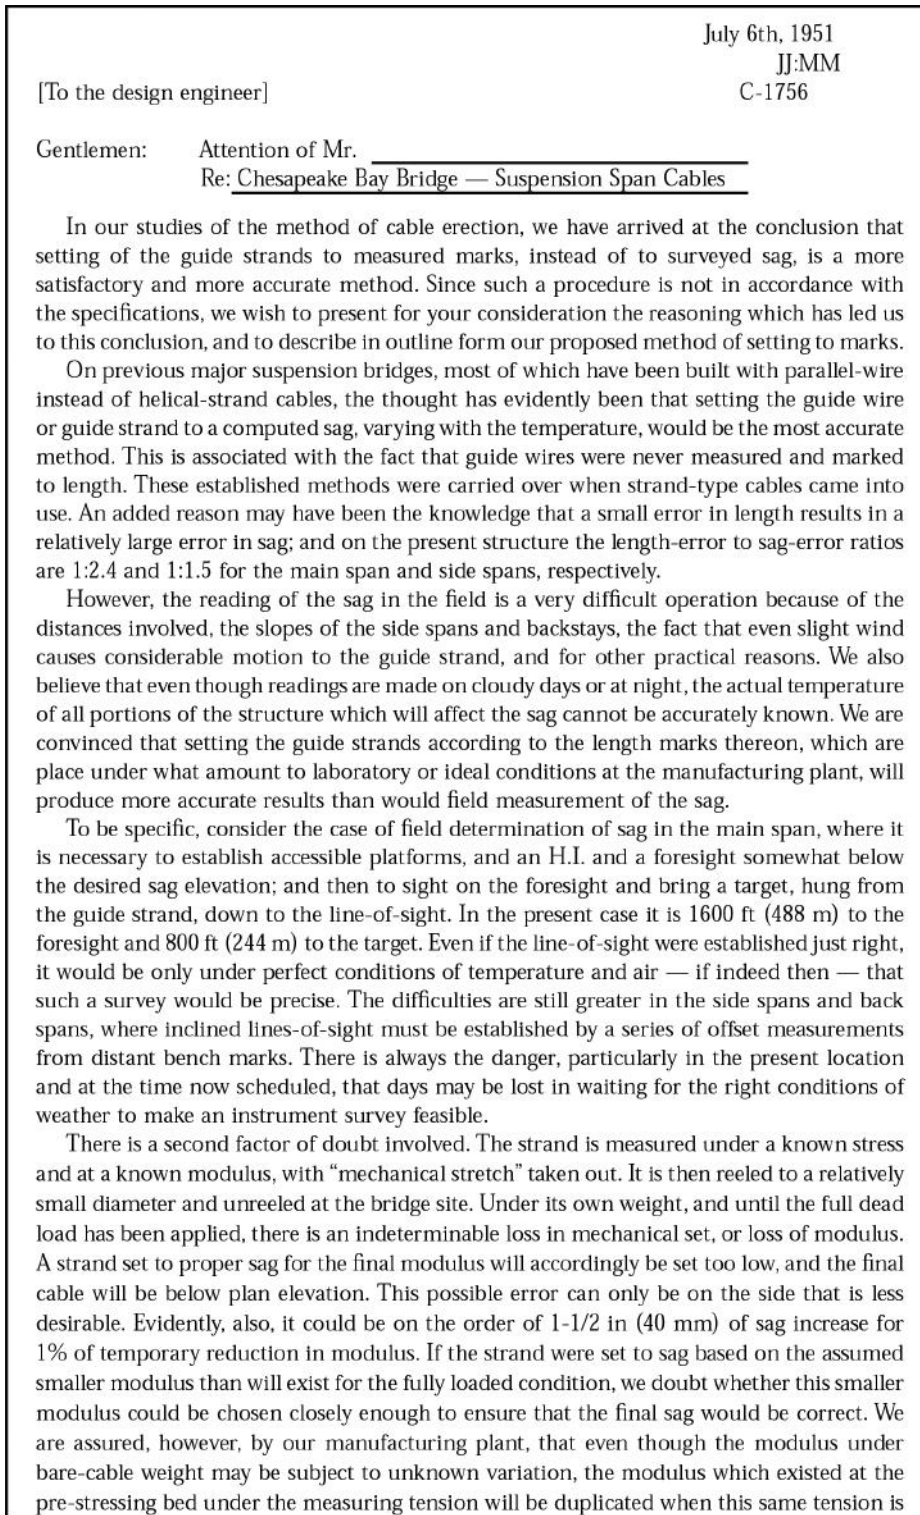 July 6th, 1951
JJ:MM
[To the design engineer] C-1756
Gentlemen: Attention of Mr.
Re: Chesapeake Bay Bridge — Suspension Span Cables
In our studies of the method of cable erection, we have arrived at the conclusion that
setting of the guide strands to measured marks, instead of to surveyed sag, is a more
satisfactory and more accurate method. Since such a procedure is not in accordance with
the specifications, we wish to present for your consideration the reasoning which has led us
to this conclusion, and to describe in outline form our proposed method of setting to marks.
On previous major suspension bridges, most of which have been built with parallel-wire
instead of helical-strand cables, the thought has evidently been that setting the guide wire
or guide strand to a computed sag, varying with the temperature, would be the most accurate
method. This is associated with the fact that guide wires were never measured and marked
to length. These established methods were carried over when strand-type cables came into
use. An added reason may have been the knowledge that a small error in length results in a
relatively large error in sag; and on the present structure the length-error to sag-error ratios
are 1:2.4 and 1:1.5 for the main span and side spans, respectively.
However, the reading of the sag in the field is a very difficult operation because of the
distances involved, the slopes of the side spans and backstays, the fact that even slight wind
causes considerable motion to the guide strand, and for other practical reasons. We also
believe that even though readings are made on cloudy days or at night, the actual temperature
of all portions of the structure which will affect the sag cannot be accurately known. We are
convinced that setting the guide strands according to the length marks thereon, which are
place under what amount to laboratory or ideal conditions at the manufacturing plant, will
produce more accurate results than would field measurement of the sag.
To be specific, consider the case of field determination of sag in the main span, where it
is necessary to establish accessible platforms, and an H.I. and a foresight somewhat below
the desired sag elevation; and then to sight on the foresight and bring a target, hung from
the guide strand, down to the line-of-sight. In the present case it is 1600 ft (488 m) to the
foresight and 800 ft (244 m) to the target. Even if the line-of-sight were established just right,
it would be only under perfect conditions of temperature and air — if indeed then — that
such a survey would be precise. The difficulties are still greater in the side spans and back
spans, where inclined lines-of-sight must be established by a series of offset measurements
from distant bench marks. There is always the danger, particularly in the present location
and at the time now scheduled, that days may be lost in waiting for the right conditions of
weather to make an instrument survey feasible.
There is a second factor of doubt involved. The strand is measured under a known stress
and at a known modulus, with “mechanical stretch” taken out. It is then reeled to a relatively
small diameter and unreeled at the bridge site. Under its own weight, and until the full dead
load has been applied, there is an indeterminable loss in mechanical set, or loss of modulus.
A strand set to proper sag for the final modulus will accordingly be set too low, and the final
cable will be below plan elevation. This possible error can only be on the side that is less
desirable. Evidently, also, it could be on the order of 1-1/2 in (40 mm) of sag increase for
1% of temporary reduction in modulus. If the strand were set to sag based on the assumed
smaller modulus than will exist for the fully loaded condition, we doubt whether this smaller
modulus could be chosen closely enough to ensure that the final sag would be correct. We
are assured, however, by our manufacturing plant, that even though the modulus under
bare-cable weight may be subject to unknown variation, the modulus which existed at the
pre-stressing bed under the measuring tension will be duplicated when this same tension is